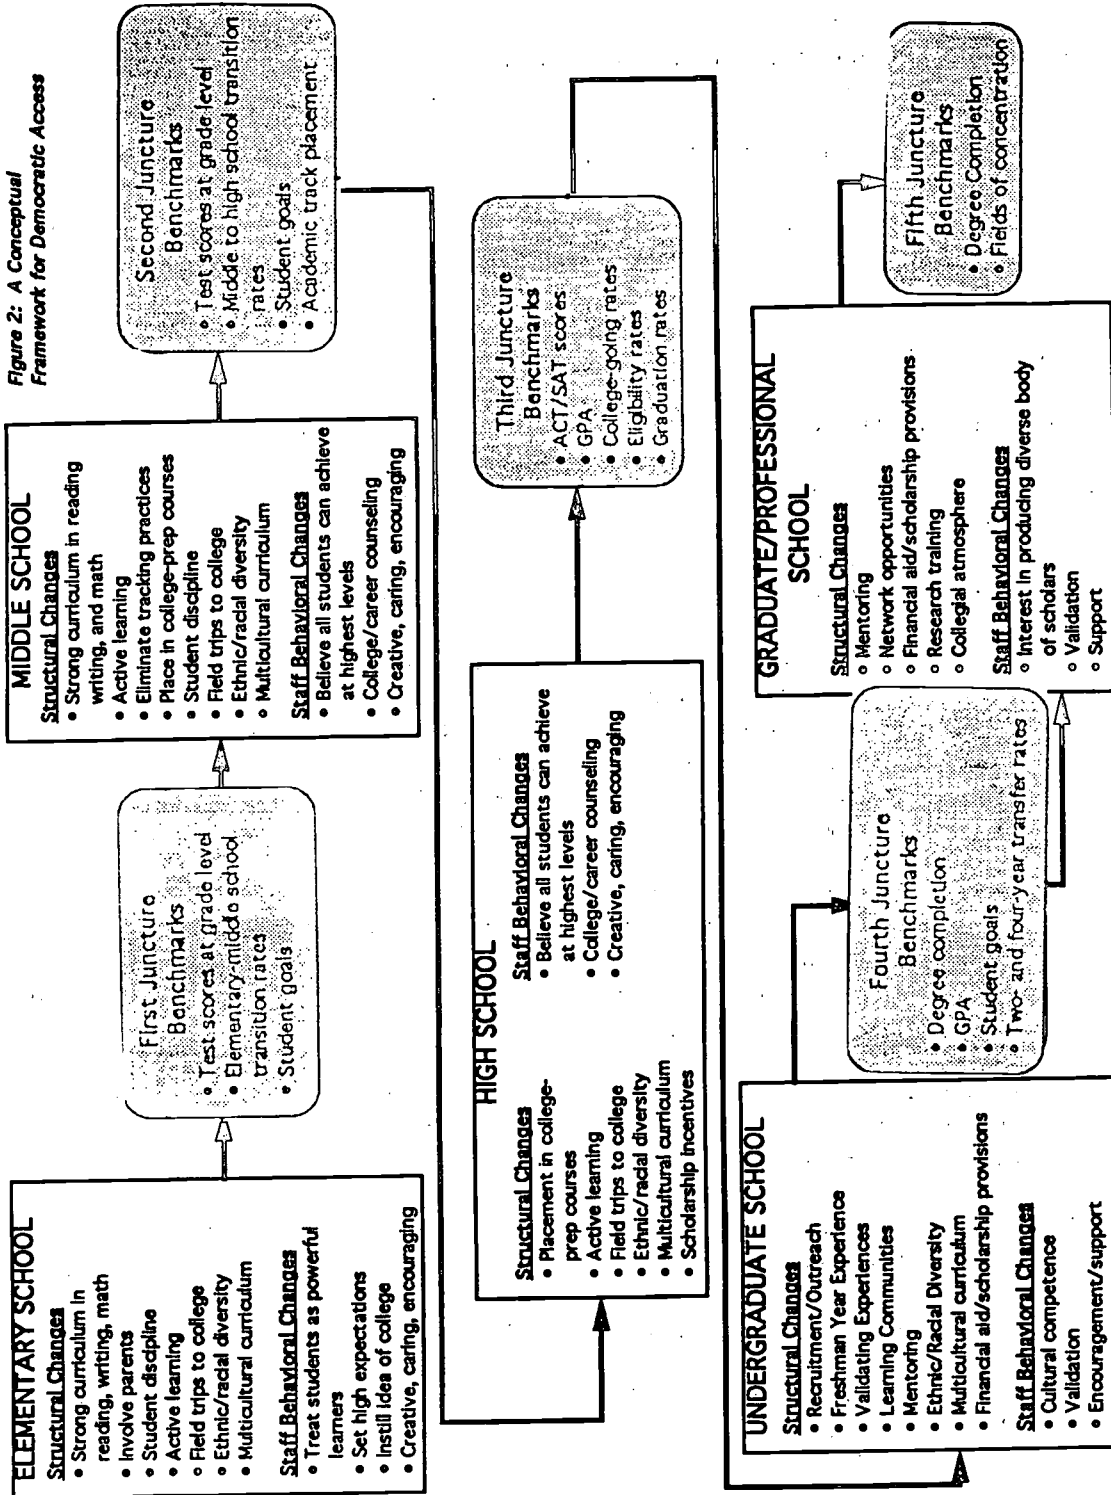 Figure 2: A Conceptual
Framework for Democratic Access
ELEMENTARY SCHOOL
Structural Changes
• Strong curriculum in
reading, writing, math
• Involve parents
• Student discipline
• Active learning
• Field trips to college
• Ethnic/racial diversity
• Multicultural curriculum
Staff Behavioral Changes
• Treat students as powerful
learners
• Set high expectations
• Instill idea of college
• Creative, caring, encouraging
First Juncture
Benchmarks
• Test scores at grade level
• Elementary-middle school
transition rates
• Student goals
MIDDLE SCHOOL
Structural Changes
• Strong curriculum in reading
writing, and math
• Active learning
• Eliminate tracking practices
• Place in college-prep courses
• Student discipline
• Field trips to college
• Ethnic/racial diversity
• Multicultural curriculum
Staff Behavioral Changes
• Believe all students can achieve
at highest levels
• College/career counseling
• Creative, caring, encouraging
Second Juncture
Benchmarks
• Test scores at grade level
• Middle to high school transition
rates
• Student goals
• Academic track placement
HIGH SCHOOL
Structural Changes
• Placement in college-
prep courses
• Active learning
• Field trips to college
• Ethnic/racial diversity
• Multicultural curriculum
• Scholarship incentives
Staff Behavioral Changes
• Believe all students can achieve
at highest levels
• College/career counseling
• Creative, caring, encouraging
Third Juncture
Benchmarks
• ACT/SAT scores
• GPA
• College-going rates
• Eligibility rates
• Graduation rates
UNDERGRADUATE SCHOOL
Structural Changes
• Recruitment/Outreach
• Freshman Year Experience
• Validating Experiences
• Learning Communities
• Mentoring
• Ethnic/Racial Diversity
• Multicultural curriculum
• Financial aid/scholarship provisions
Staff Behavioral Changes
• Cultural competence
• Validation
• Encouragement/support
Fourth Juncture
Benchmarks
• Degree completion
• GPA
• Student goals
• Two- and four-year transfer rates
GRADUATE/PROFESSIONAL
SCHOOL
Structural Changes
• Mentoring
• Network opportunities
• Financial aid/scholarship provisions
• Research training
• Collegial atmosphere
Staff Behavioral Changes
• Interest in producing diverse body
of scholars
• Validation
• Support
Fifth Juncture
Benchmarks
• Degree Completion
• Fields of concentration